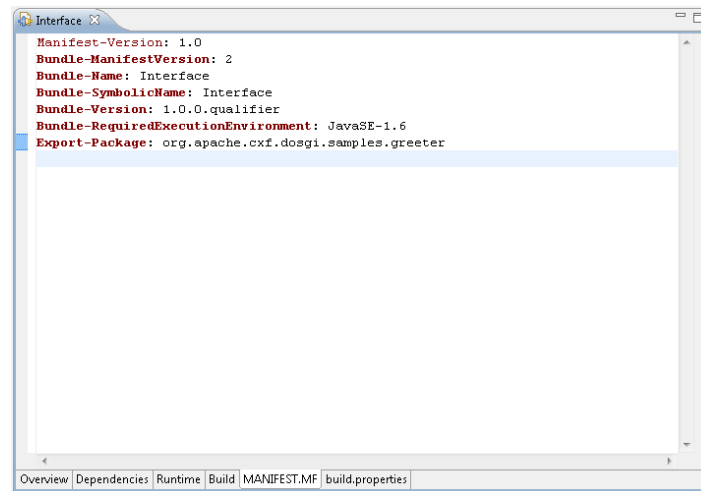 Interface
Manifest-Version: 1.0
Bundle-ManifestVersion: 2
Bundle-Name: Interface
Bundle-SymbolicName: Interface
Bundle-Version: 1.0.0.qualifier
Bundle-RequiredExecutionEnvironment: JavaSE-1.6
Export-Package: org.apache.cxf.dosgi.samples.greeter
Overview Dependencies Runtime Build MANIFEST.MF build.properties